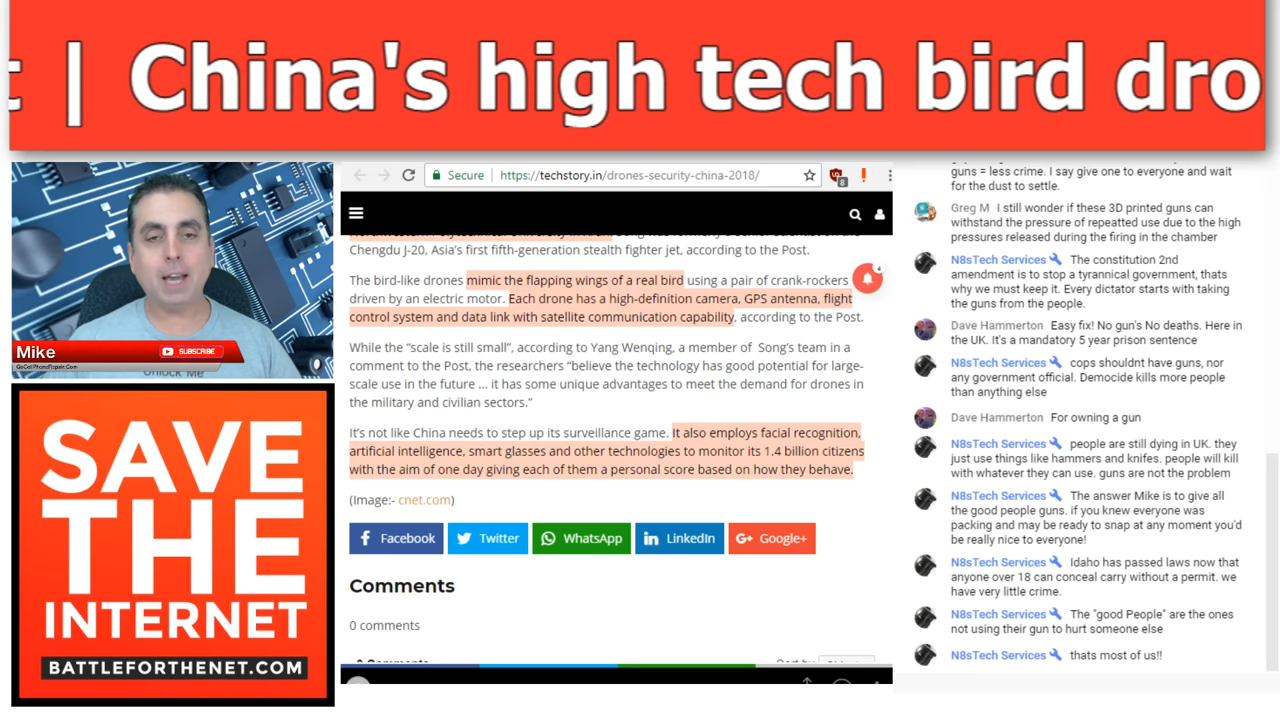 t | China's high tech bird dro
Mike
SUBSCRIBE
GoCellPhoneRepair.Com
Unlock Me
SAVE
THE
INTERNET
BATTLEFORTHENET.COM
Secure https://techstory.in/drones-security-china-2018/
8
Chengdu J-20, Asia's first fifth-generation stealth fighter jet, according to the Post.
4
The bird-like drones mimic the flapping wings of a real bird using a pair of crank-rockers
driven by an electric motor. Each drone has a high-definition camera, GPS antenna, flight
control system and data link with satellite communication capability, according to the Post.
While the “scale is still small”, according to Yang Wenqing, a member of Song’s team in a
comment to the Post, the researchers “believe the technology has good potential for large-
scale use in the future … it has some unique advantages to meet the demand for drones in
the military and civilian sectors.”
It’s not like China needs to step up its surveillance game. It also employs facial recognition,
artificial intelligence, smart glasses and other technologies to monitor its 1.4 billion citizens
with the aim of one day giving each of them a personal score based on how they behave.
(Image:- cnet.com)
Facebook Twitter WhatsApp LinkedIn G+ Google+
Comments
0 comments
guns = less crime. I say give one to everyone and wait
for the dust to settle.
Greg M I still wonder if these 3D printed guns can
withstand the pressure of repeatted use due to the high
pressures released during the firing in the chamber
N8sTech Services The constitution 2nd
amendment is to stop a tyrannical government, thats
why we must keep it. Every dictator starts with taking
the guns from the people.
Dave Hammerton Easy fix! No gun's No deaths. Here in
the UK. It's a mandatory 5 year prison sentence
N8sTech Services cops shouldnt have guns, nor
any government official. Democide kills more people
than anything else
Dave Hammerton For owning a gun
N8sTech Services people are still dying in UK. they
just use things like hammers and knifes. people will kill
with whatever they can use. guns are not the problem
N8sTech Services The answer Mike is to give all
the good people guns. if you knew everyone was
packing and may be ready to snap at any moment you'd
be really nice to everyone!
N8sTech Services Idaho has passed laws now that
anyone over 18 can conceal carry without a permit. we
have very little crime.
N8sTech Services The "good People" are the ones
not using their gun to hurt someone else
N8sTech Services thats most of us!!